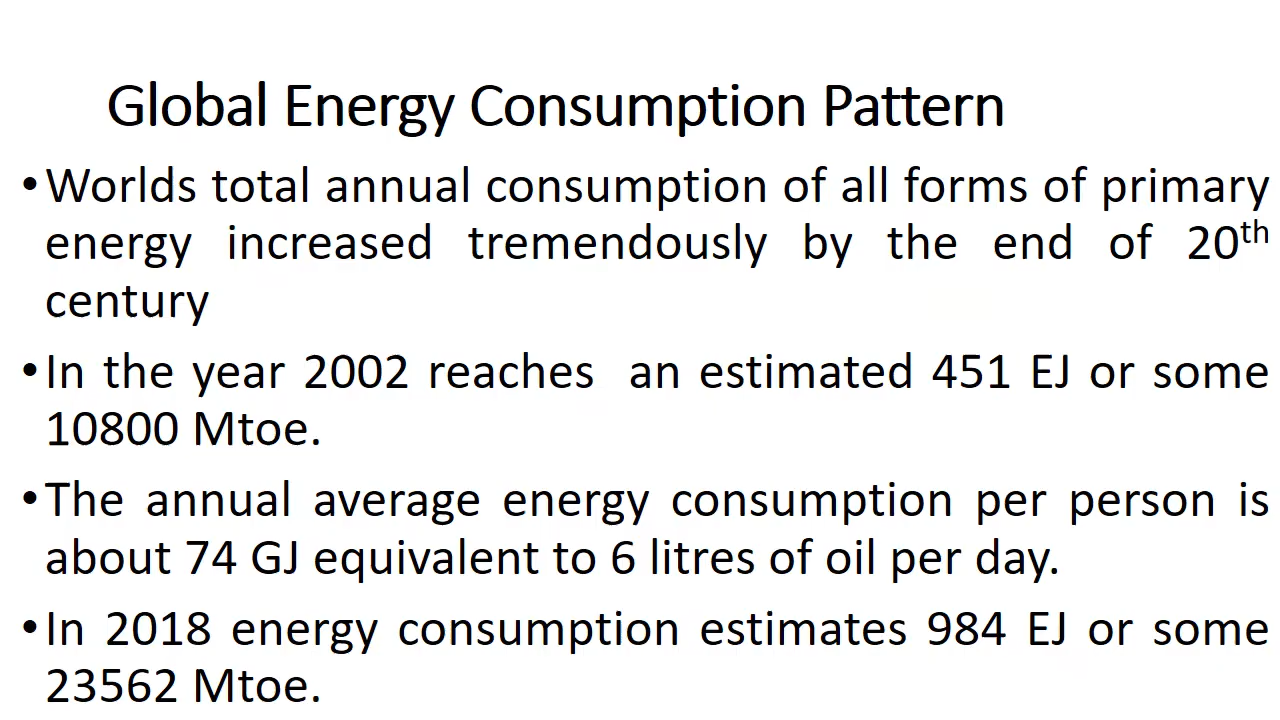 Global Energy Consumption Pattern
•Worlds total annual consumption of all forms of primary
energy increased tremendously by the end of 20th
century
•In the year 2002 reaches  an estimated 451 EJ or some
10800 Mtoe.
•The annual average energy consumption per person is
about 74 GJ equivalent to 6 litres of oil per day.
•In 2018 energy consumption estimates 984 EJ or some
23562 Mtoe.